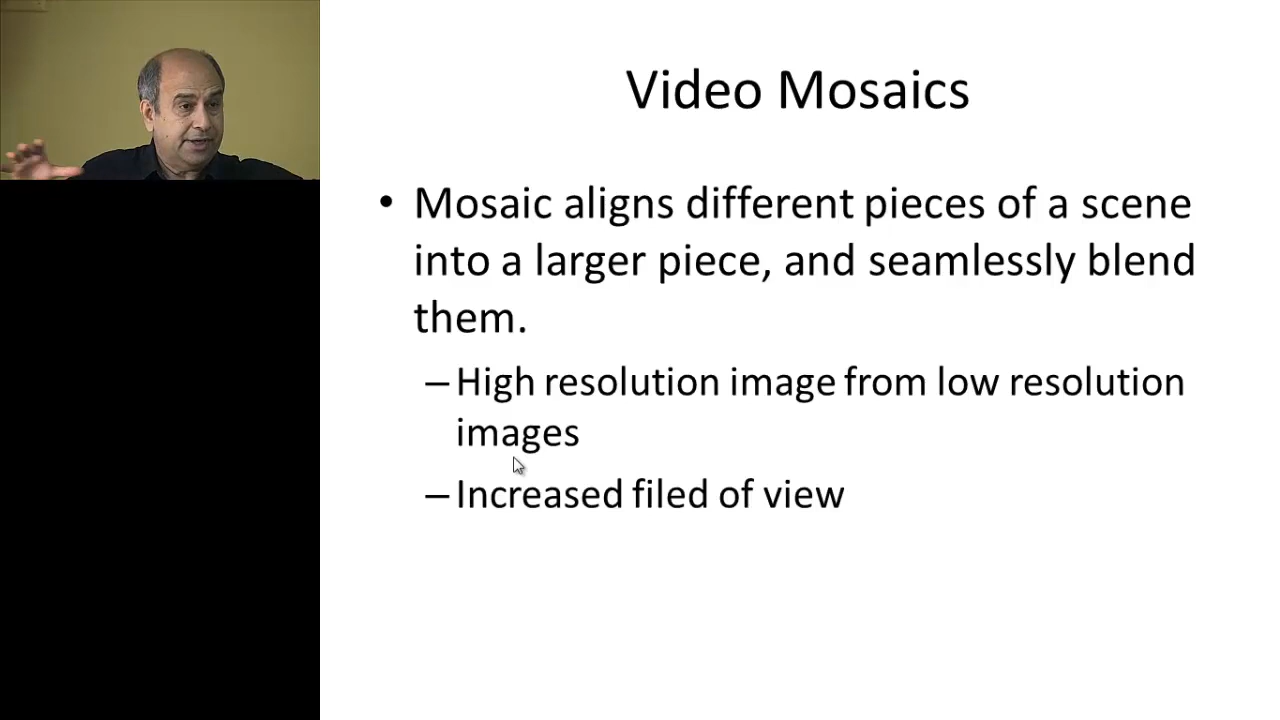 Video Mosaics
• Mosaic aligns different pieces of a scene
into a larger piece, and seamlessly blend
them.
– High resolution image from low resolution
images
– Increased filed of view